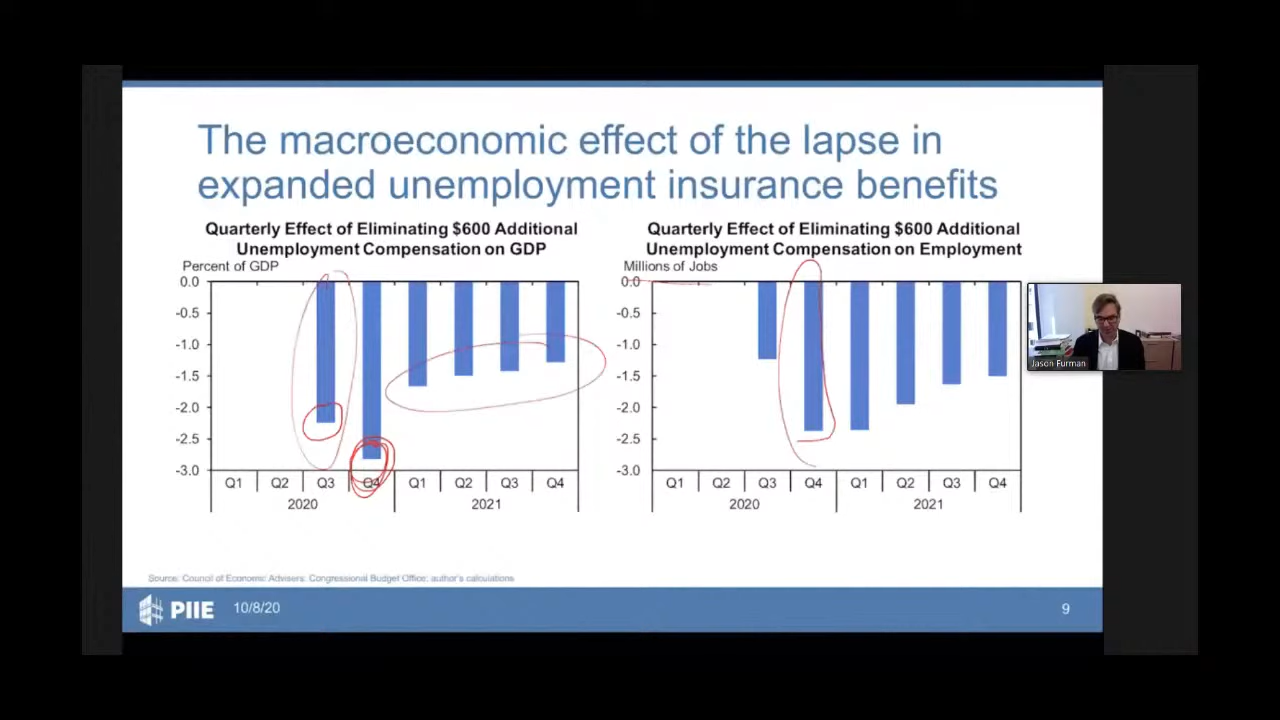 The macroeconomic effect of the lapse in
expanded unemployment insurance benefits
Quarterly Effect of Eliminating $600 Additional
Unemployment Compensation on GDP
Percent of GDP
0.0
-0.5
-1.0
-1.5
-2.0
-2.5
-3.0
Q1 Q2 Q3 Q4 Q1 Q2 Q3 Q4
2020 2021
Quarterly Effect of Eliminating $600 Additional
Unemployment Compensation on Employment
Millions of Jobs
0.0
-0.5
-1.0
-1.5
-2.0
-2.5
-3.0
Q1 Q2 Q3 Q4 Q1 Q2 Q3 Q4
2020 2021
Jason Furman
Source: Council of Economic Advisers; Congressional Budget Office; author's calculations
PIIE 10/8/20 9